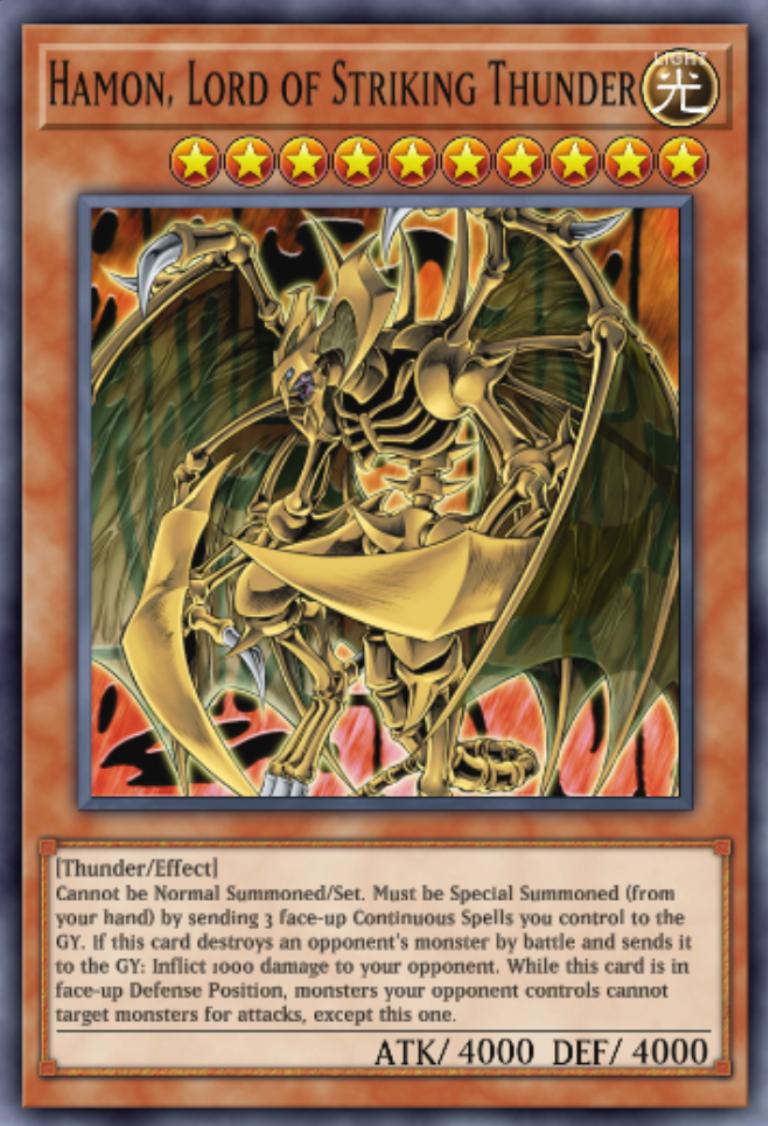 Hamon, Lord of Striking Thunder
LIGHT
光
[Thunder/Effect]
Cannot be Normal Summoned/Set. Must be Special Summoned (from
your hand) by sending 3 face-up Continuous Spells you control to the
GY. If this card destroys an opponent's monster by battle and sends it
to the GY: Inflict 1000 damage to your opponent. While this card is in
face-up Defense Position, monsters your opponent controls cannot
target monsters for attacks, except this one.
ATK/ 4000 DEF/ 4000